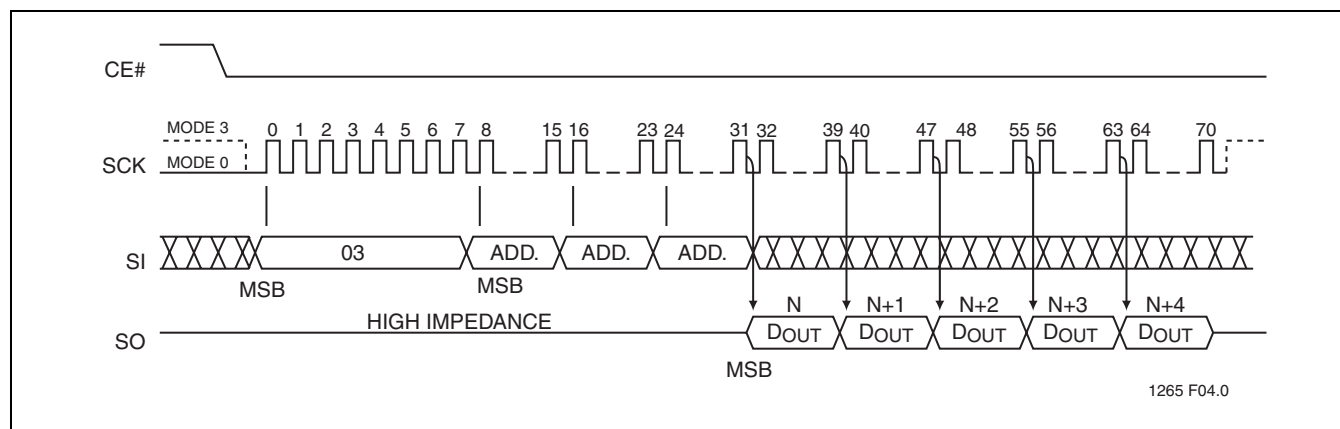 CE#
MODE 3
0 1 2 3 4 5 6 7 8 15 16 23 24 31 32 39 40 47 48 55 56 63 64 70
SCK MODE 0
SI 03 ADD. ADD. ADD.
MSB MSB
N N+1 N+2 N+3 N+4
HIGH IMPEDANCE
SO DOUT DOUT DOUT DOUT DOUT
MSB
1265 F04.0